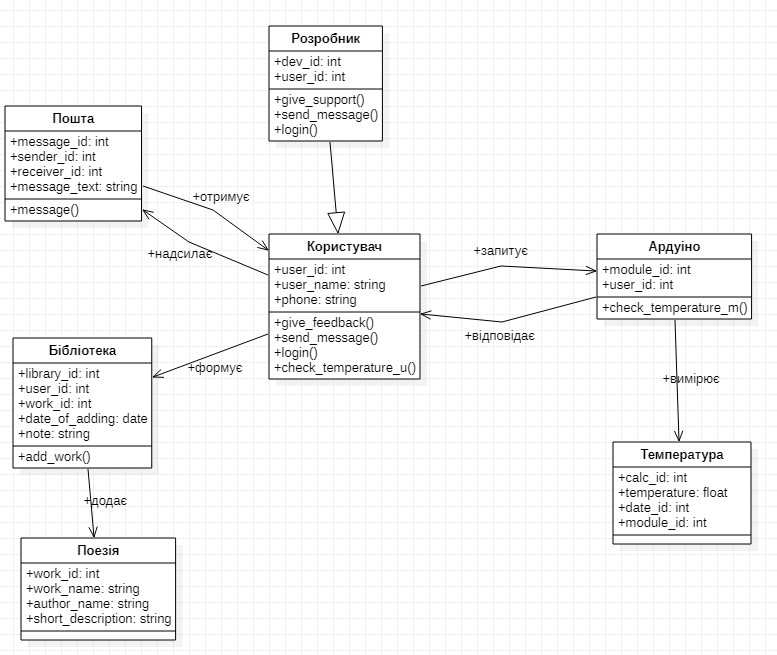 Розробник
+dev_id: int
+user_id: int
+give_support()
+send_message()
+login()
Пошта
+message_id: int
+sender_id: int
+receiver_id: int
+message_text: string
+message()
+отримує
+надсилає
Користувач
+user_id: int
+user_name: string
+phone: string
+give_feedback()
+send_message()
+login()
+check_temperature_u()
+запитує
+відповідає
Ардуіно
+module_id: int
+user_id: int
+check_temperature_m()
+формує
Бібліотека
+library_id: int
+user_id: int
+work_id: int
+date_of_adding: date
+note: string
+add_work()
+вимірює
Температура
+calc_id: int
+temperature: float
+date_id: int
+module_id: int
+додає
Поезія
+work_id: int
+work_name: string
+author_name: string
+short_description: string